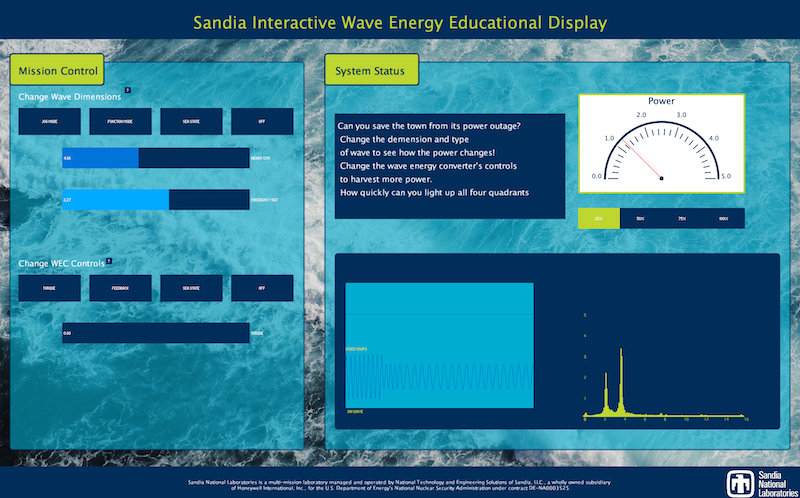 Sandia Interactive Wave Energy Educational Display
Mission Control
?
Change Wave Dimensions
JOG MODE
FUNCTION MODE
SEA STATE
OFF
4.06
HEIGHT (CM)
2.27
FREQUENCY (HZ)
Change WEC Controls
?
TORQUE
FEEDBACK
SEA STATE
OFF
0.00
TORQUE
System Status
Can you save the town from its power outage?
Change the demension and type
of wave to see how the power changes!
Change the wave energy converter's controls
to harvest more power.
How quickly can you light up all four quadrants
Power
0.0
1.0
2.0
3.0
4.0
5.0
25%
50%
75%
100%
5
4
3
2
1
0 2 4 6 8 10 12 14 16
Sandia National Laboratories is a multi-mission laboratory managed and operated by National Technology and Engineering Solutions of Sandia, LLC., a wholly owned subsidiary
of Honeywell International, Inc., for the U.S. Department of Energy's National Nuclear Security Administration under contract DE-NA0003525.
Sandia
National
Laboratories